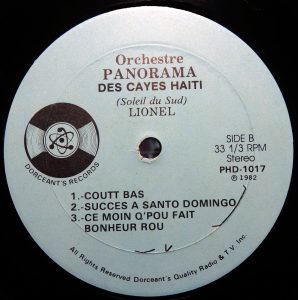 Orchestre
PANORAMA
DES CAYES HAITI
(Soleil du Sud)
LIONEL
SIDE B
33 1/3 RPM
Stereo
PHD-1017
℗ 1982
DORCEANT'S RECORDS
1.-COUTT BAS
2.-SUCCES A SANTO DOMINGO
3.-CE MOIN Q'POU FAIT
BONHEUR ROU
All Rights Reserved Dorceant's Quality Radio & T.V. Inc.